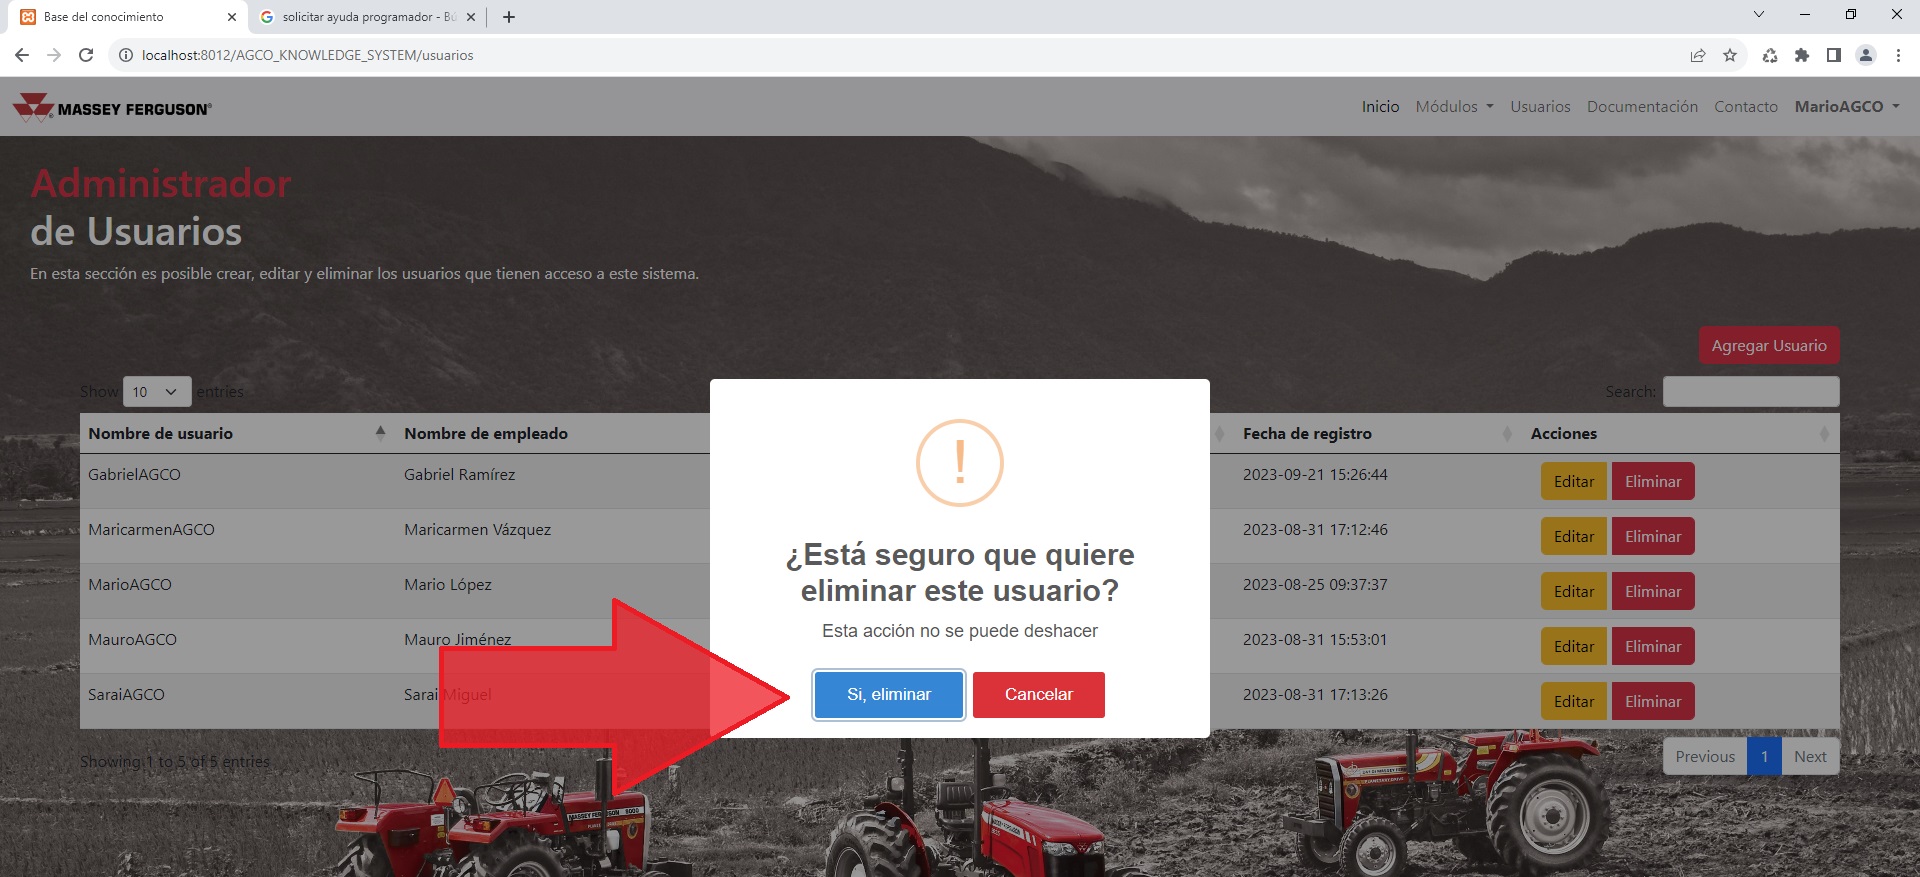 Base del conocimiento
solicitar ayuda programador - Bú
localhost:8012/AGCO_KNOWLEDGE_SYSTEM/usuarios
MASSEY FERGUSON®
Inicio Módulos Usuarios Documentación Contacto MarioAGCO
Administrador
de Usuarios
En esta sección es posible crear, editar y eliminar los usuarios que tienen acceso a este sistema.
Agregar Usuario
Show 10 entries
Search:
Nombre de usuario Nombre de empleado Fecha de registro Acciones
GabrielAGCO Gabriel Ramírez 2023-09-21 15:26:44 Editar Eliminar
MaricarmenAGCO Maricarmen Vázquez 2023-08-31 17:12:46 Editar Eliminar
MarioAGCO Mario López 2023-08-25 09:37:37 Editar Eliminar
MauroAGCO Mauro Jiménez 2023-08-31 15:53:01 Editar Eliminar
SaraiAGCO Sarai Miguel 2023-08-31 17:13:26 Editar Eliminar
!
¿Está seguro que quiere
eliminar este usuario?
Esta acción no se puede deshacer
Si, eliminar Cancelar
Showing 1 to 5 of 5 entries
Previous 1 Next
MASSEY FERGUSON 9000